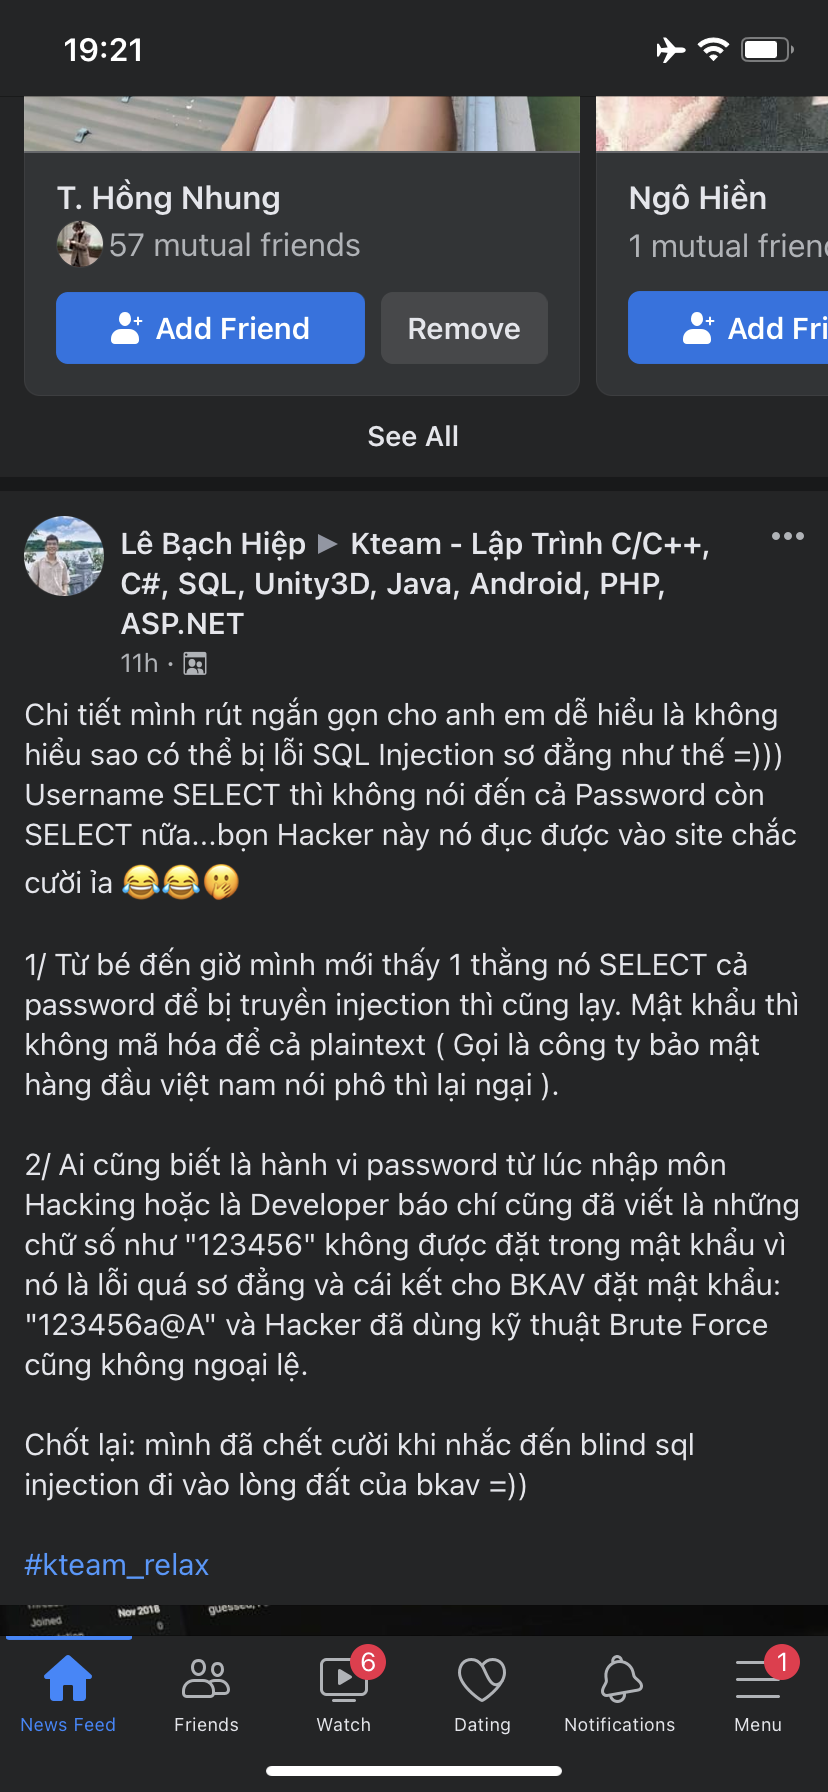 19:21
T. Hồng Nhung
57 mutual friends
Add Friend
Remove
Ngô Hiền
1 mutual
Add
See All
Lê Bạch Hiệp ▶ Kteam - Lập Trình C/C++,
C#, SQL, Unity3D, Java, Android, PHP,
ASP.NET
11h ·
Chi tiết mình rút ngắn gọn cho anh em dễ hiểu là không
hiểu sao có thể bị lỗi SQL Injection sơ đẳng như thế =)))
Username SELECT thì không nói đến cả Password còn
SELECT nữa...bọn Hacker này nó đục được vào site chắc
cười ỉa 😂😂🤭
1/ Từ bé đến giờ mình mới thấy 1 thằng nó SELECT cả
password để bị truyền injection thì cũng lạy. Mật khẩu thì
không mã hóa để cả plaintext ( Gọi là công ty bảo mật
hàng đầu việt nam nói phô thì lại ngại ).
2/ Ai cũng biết là hành vi password từ lúc nhập môn
Hacking hoặc là Developer báo chí cũng đã viết là những
chữ số như "123456" không được đặt trong mật khẩu vì
nó là lỗi quá sơ đẳng và cái kết cho BKAV đặt mật khẩu:
"123456a@A" và Hacker đã dùng kỹ thuật Brute Force
cũng không ngoại lệ.
Chốt lại: mình đã chết cười khi nhắc đến blind sql
injection đi vào lòng đất của bkav =))
#kteam_relax
Joined
Nov 2018
0
6
1
News Feed
Friends
Watch
Dating
Notifications
Menu